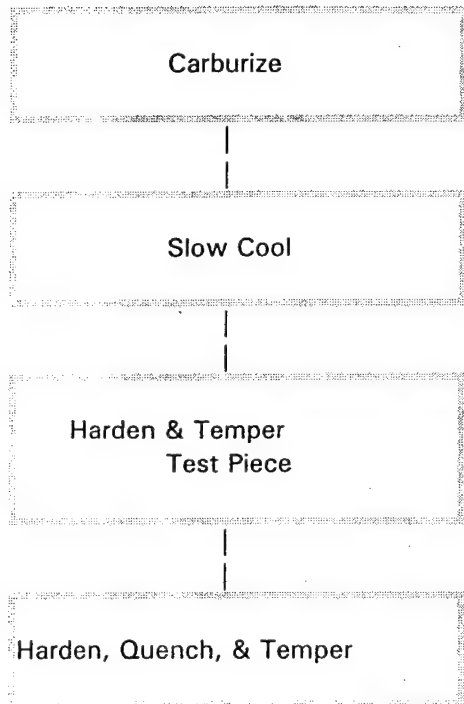 Carburize
Slow Cool
Harden & Temper
Test Piece
Harden, Quench, & Temper